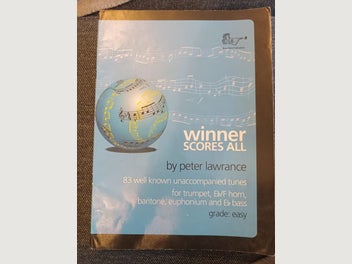 winner
SCORES ALL
by peter lawrance
83 well known unaccompanied tunes
for trumpet, E♭/F horn,
baritone, euphonium and E♭ bass
grade: easy